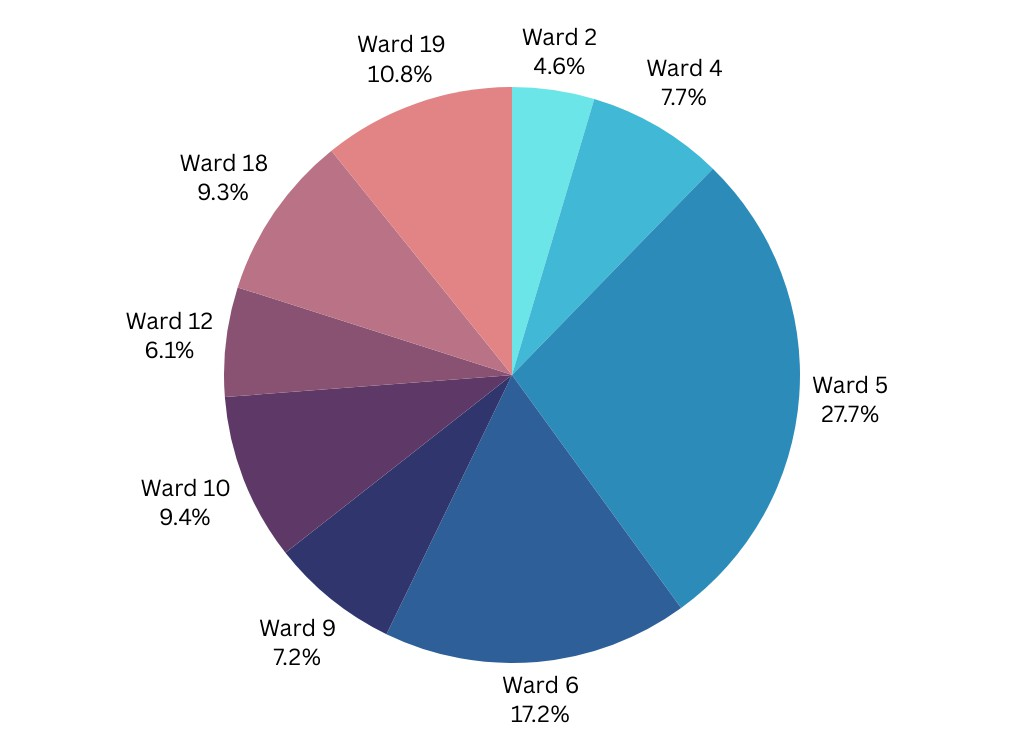 Ward 2
4.6%
Ward 4
7.7%
Ward 5
27.7%
Ward 6
17.2%
Ward 9
7.2%
Ward 10
9.4%
Ward 12
6.1%
Ward 18
9.3%
Ward 19
10.8%